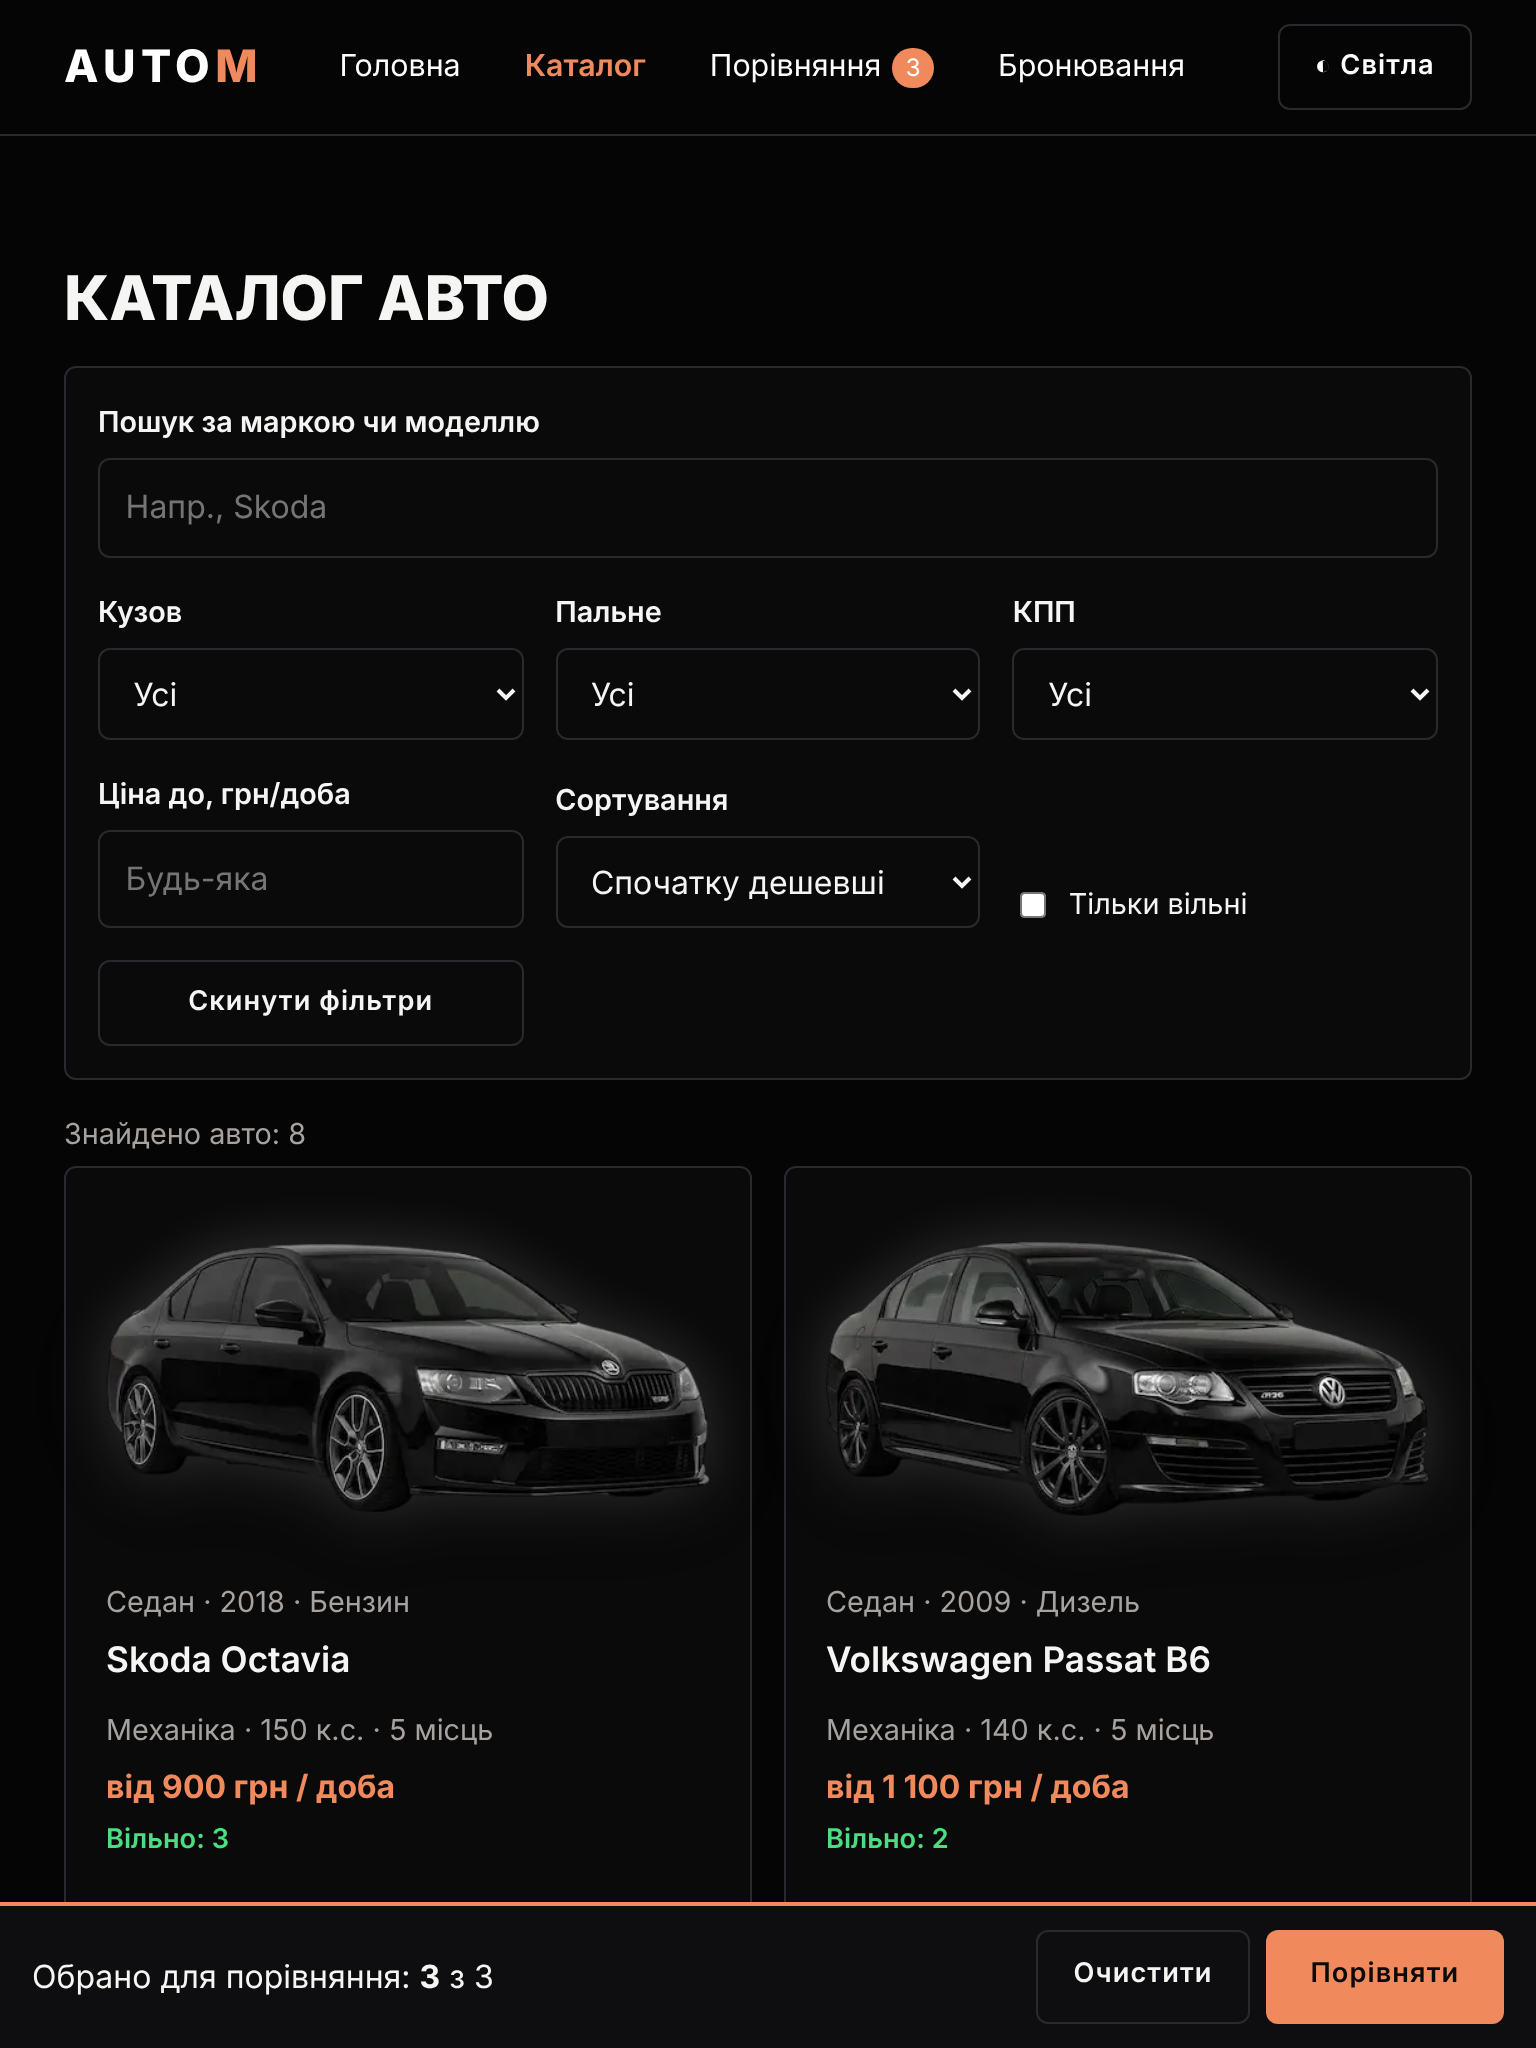 AUTOM
Головна
Каталог
Порівняння 3
Бронювання
Світла
КАТАЛОГ АВТО
Пошук за маркою чи моделлю
Напр., Skoda
Кузов
Пальне
КПП
Усі
Усі
Усі
Ціна до, грн/доба
Сортування
Будь-яка
Спочатку дешевші
Тільки вільні
Скинути фільтри
Знайдено авто: 8
Седан · 2018 · Бензин
Skoda Octavia
Механіка · 150 к.с. · 5 місць
від 900 грн / доба
Вільно: 3
Седан · 2009 · Дизель
Volkswagen Passat B6
Механіка · 140 к.с. · 5 місць
від 1 100 грн / доба
Вільно: 2
Обрано для порівняння: 3 з 3
Очистити
Порівняти